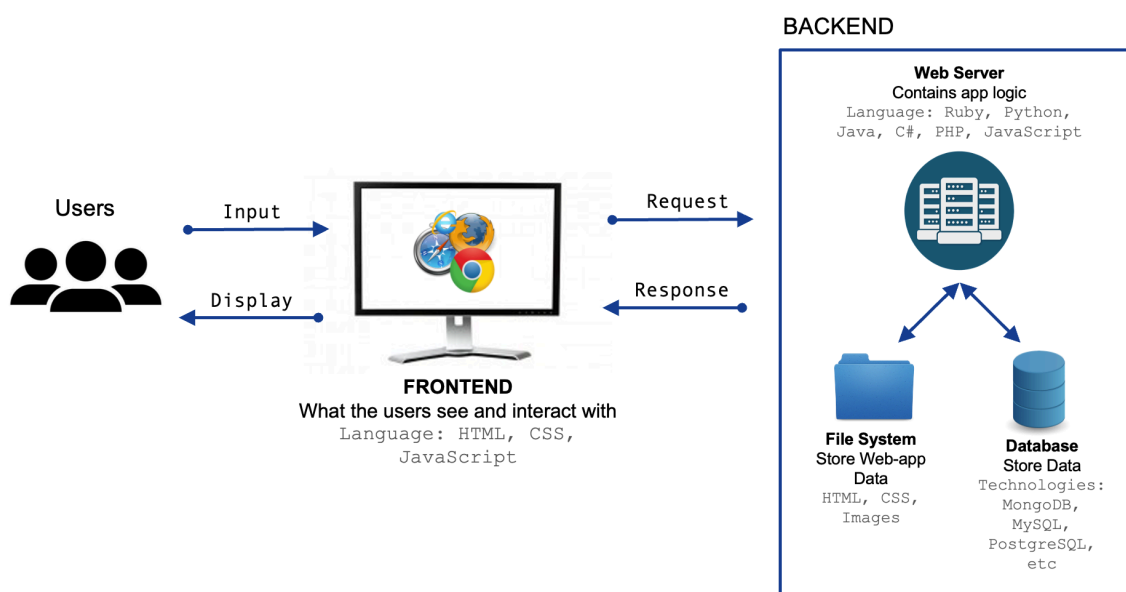 BACKEND
Web Server
Contains app logic
Language: Ruby, Python,
Java, C#, PHP, JavaScript
Users
Input
Request
Display
Response
FRONTEND
What the users see and interact with
Language: HTML, CSS,
JavaScript
File System
Store Web-app
Data
HTML, CSS,
Images
Database
Store Data
Technologies:
MongoDB,
MySQL,
PostgreSQL,
etc